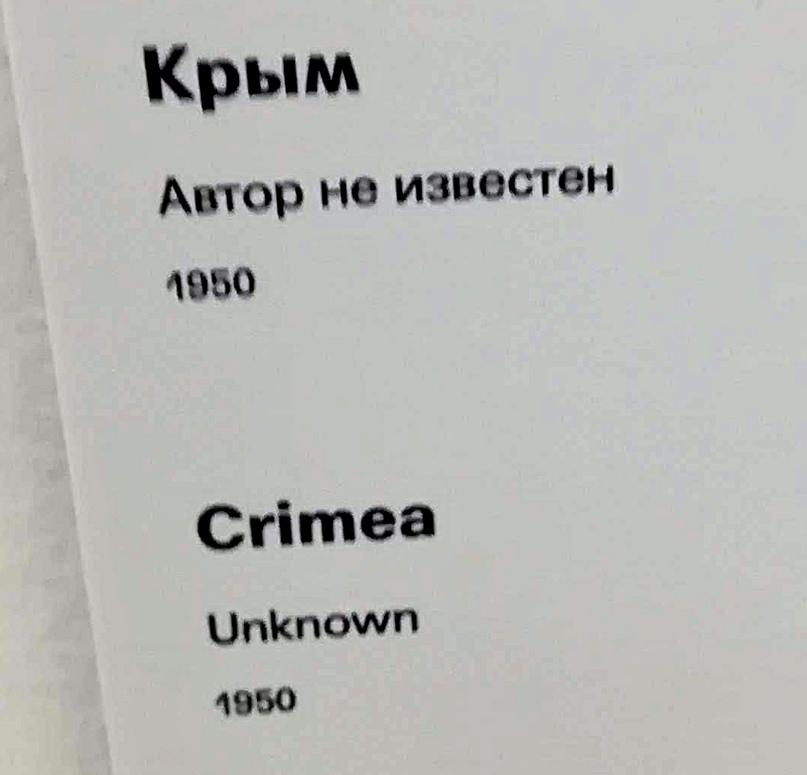 Крым
Автор не известен
1950
Crimea
Unknown
1950